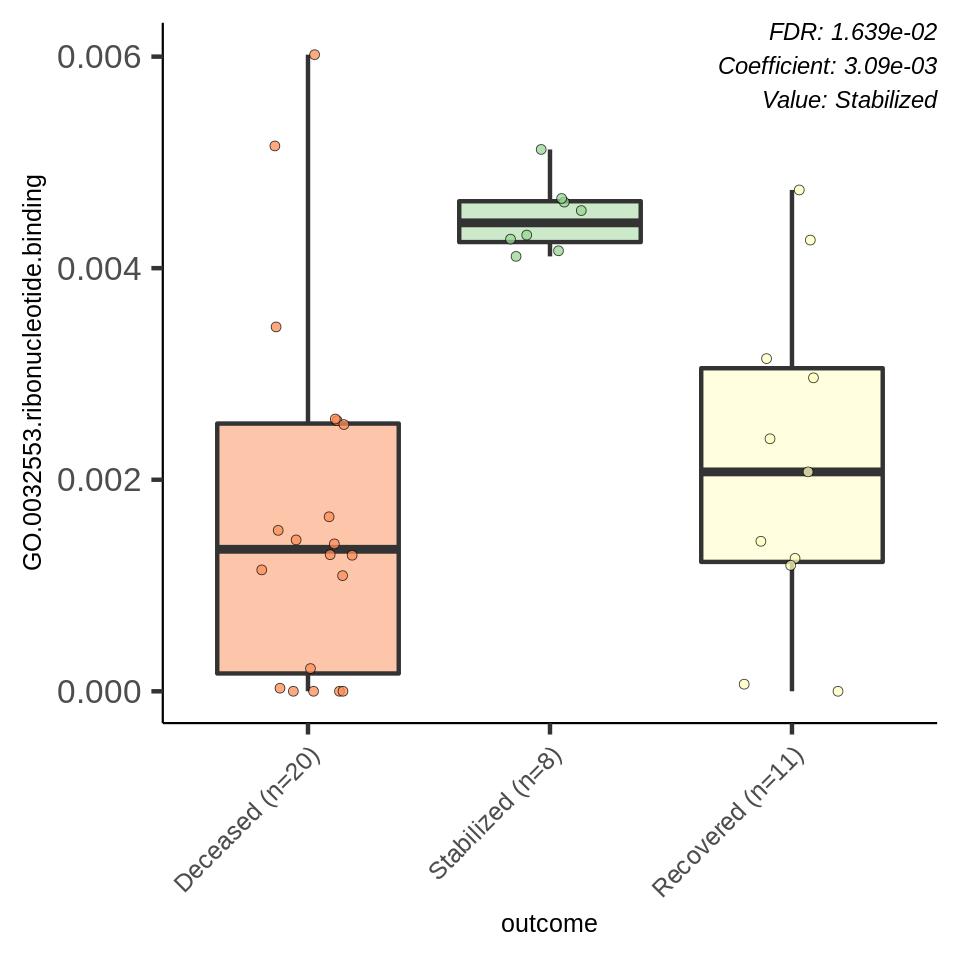 FDR: 1.639e-02
Coefficient: 3.09e-03
Value: Stabilized
GO.0032553.ribonucleotide.binding
0.006
0.004
0.002
0.000
Deceased (n=20)
Stabilized (n=8)
Recovered (n=11)
outcome